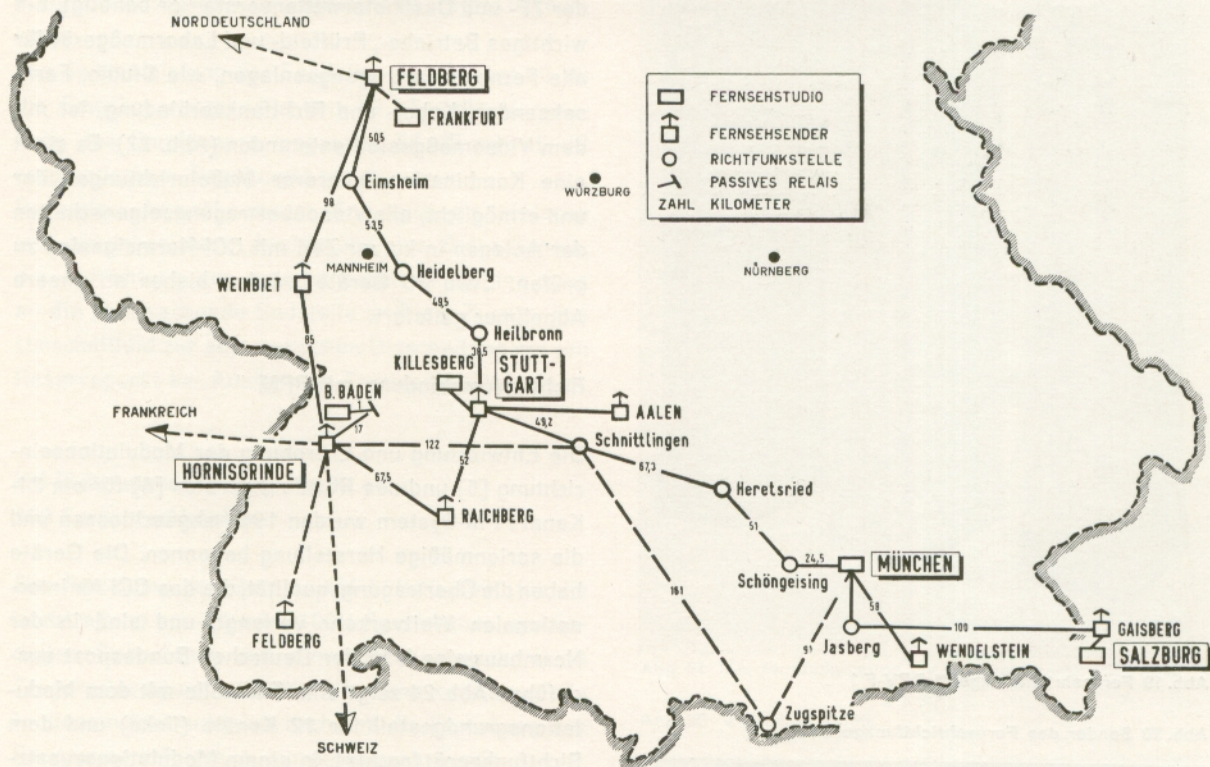 NORDDEUTSCHLAND
FELDBERG
FRANKFURT
50,5
Eimsheim
98
53,5
MANNHEIM
Heidelberg
WEINBIET
48,5
Heilbronn
85
KILLESBERG
STUTT-
GART
B. BADEN
1
17
FRANKREICH
HORNISGRINDE
122
49,2
AALEN
Schnittlingen
67,5
52
RAICHBERG
67,3
Heretsried
51
24,5
Schöngeising
MÜNCHEN
FELDBERG
161
91
58
Jasberg
100
GAISBERG
WENDELSTEIN
SALZBURG
Zugspitze
SCHWEIZ
WÜRZBURG
NÜRNBERG
FERNSEHSTUDIO
FERNSEHSENDER
RICHTFUNKSTELLE
PASSIVES RELAIS
ZAHL KILOMETER